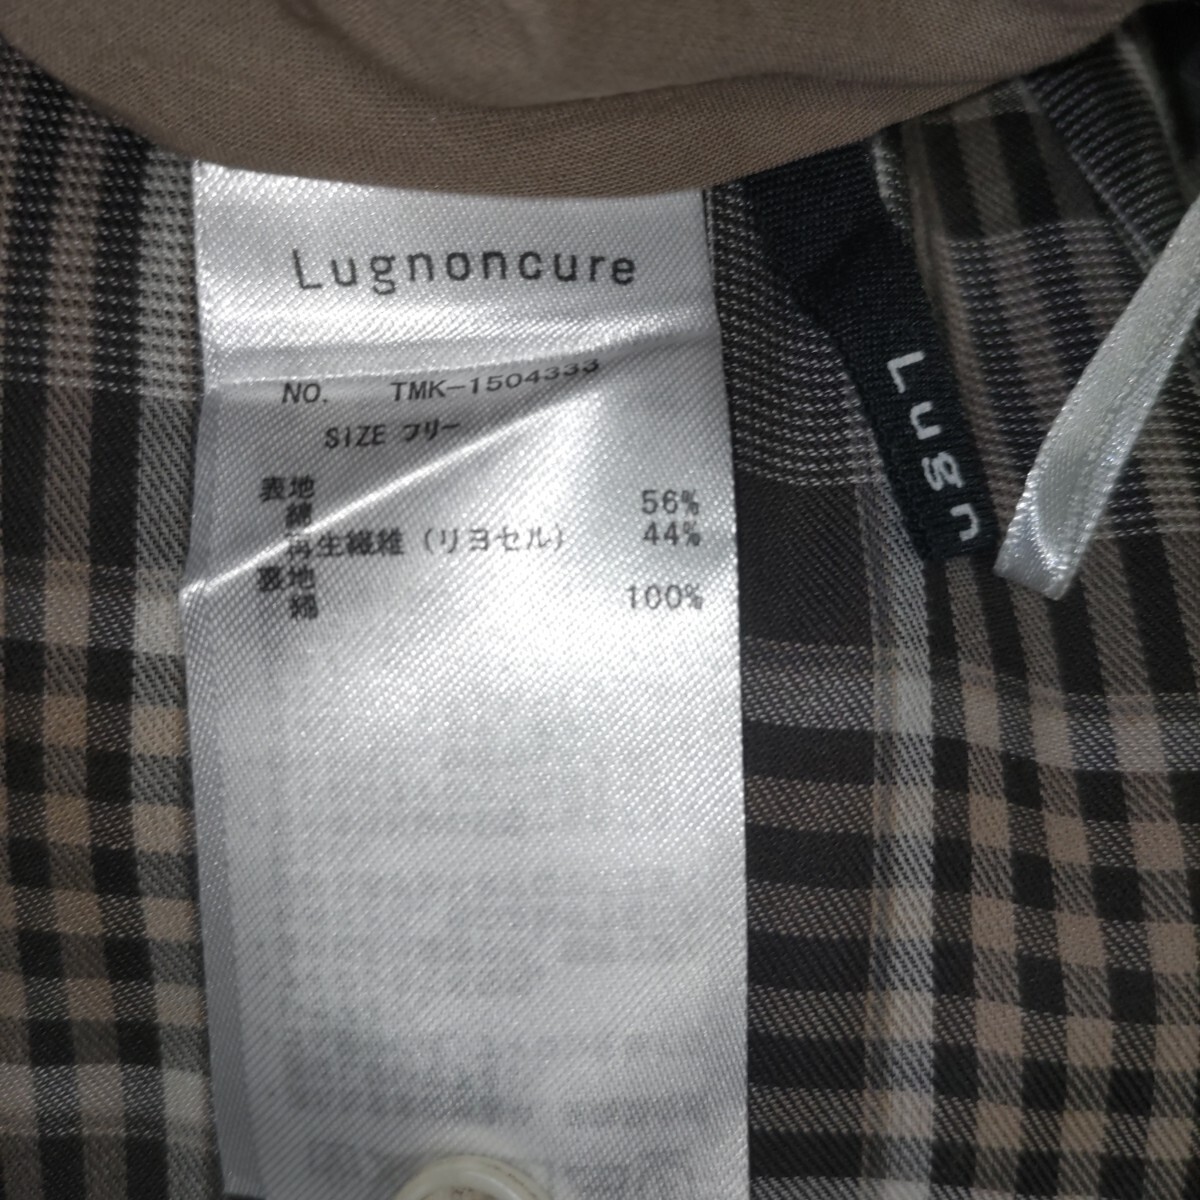 Lugnoncure
NO. TMK-1504333
SIZE フリー
表地
綿 56%
再生繊維（リヨセル） 44%
裏地
綿 100%
Lugn